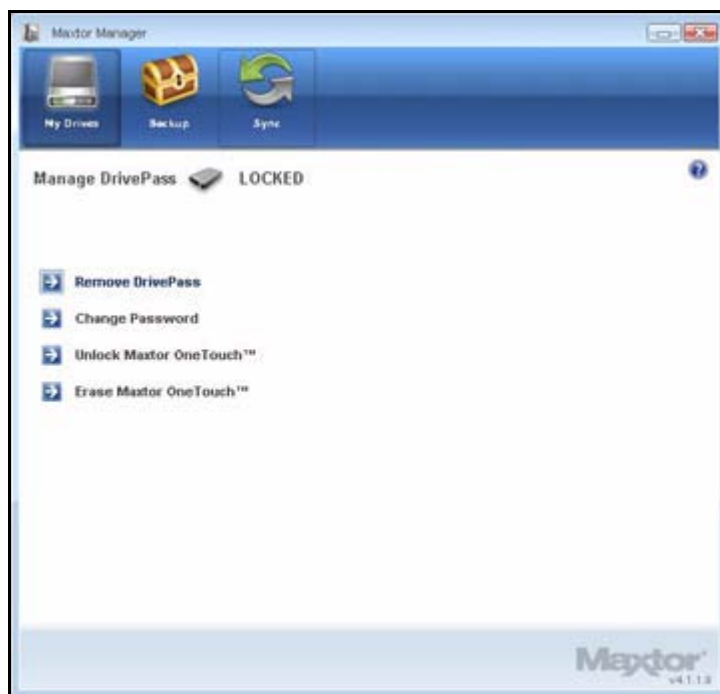 Maxtor Manager
My Drives Backup Sync
Manage DrivePass LOCKED
?
Remove DrivePass
Change Password
Unlock Maxtor OneTouch™
Erase Maxtor OneTouch™
Maxtor